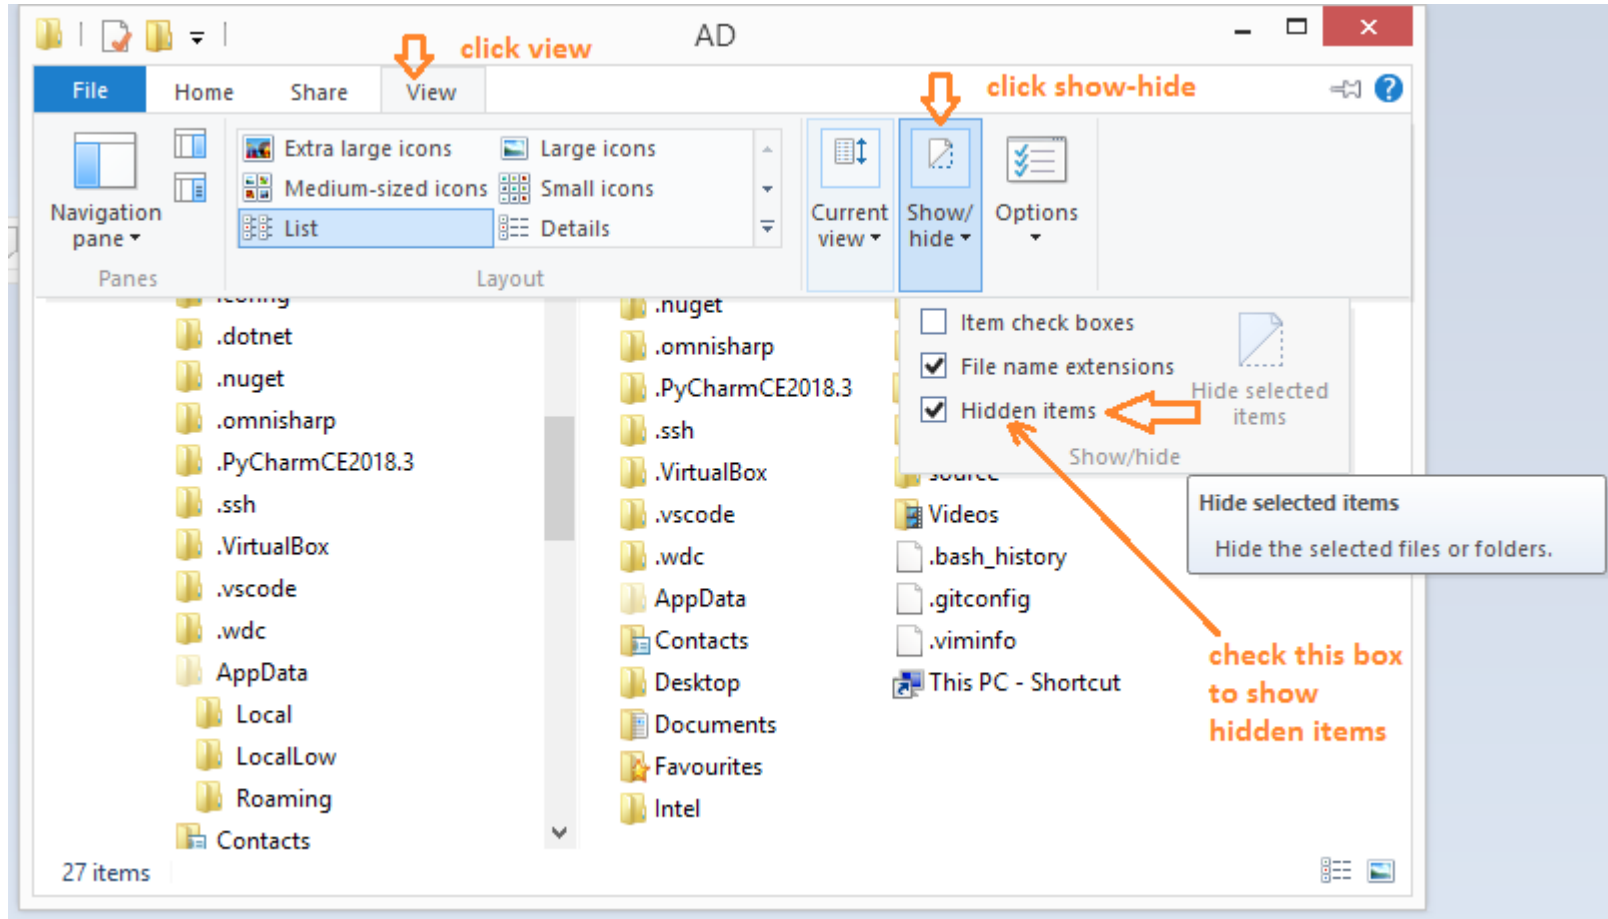 click view
AD
click show-hide
File
Home
Share
View
Navigation
pane
Extra large icons
Large icons
Medium-sized icons
Small icons
List
Details
Current
view
Show/
hide
Options
Panes
Layout
.dotnet
.nuget
.omnisharp
.PyCharmCE2018.3
.ssh
.VirtualBox
.vscode
.wdc
AppData
Local
LocalLow
Roaming
Contacts
.nuget
.omnisharp
.PyCharmCE2018.3
.ssh
.VirtualBox
.vscode
.wdc
AppData
Contacts
Desktop
Documents
Favourites
Intel
Item check boxes
File name extensions
Hidden items
Hide selected
items
Show/hide
source
Videos
.bash_history
.gitconfig
.viminfo
This PC - Shortcut
Hide selected items
Hide the selected files or folders.
check this box
to show
hidden items
27 items